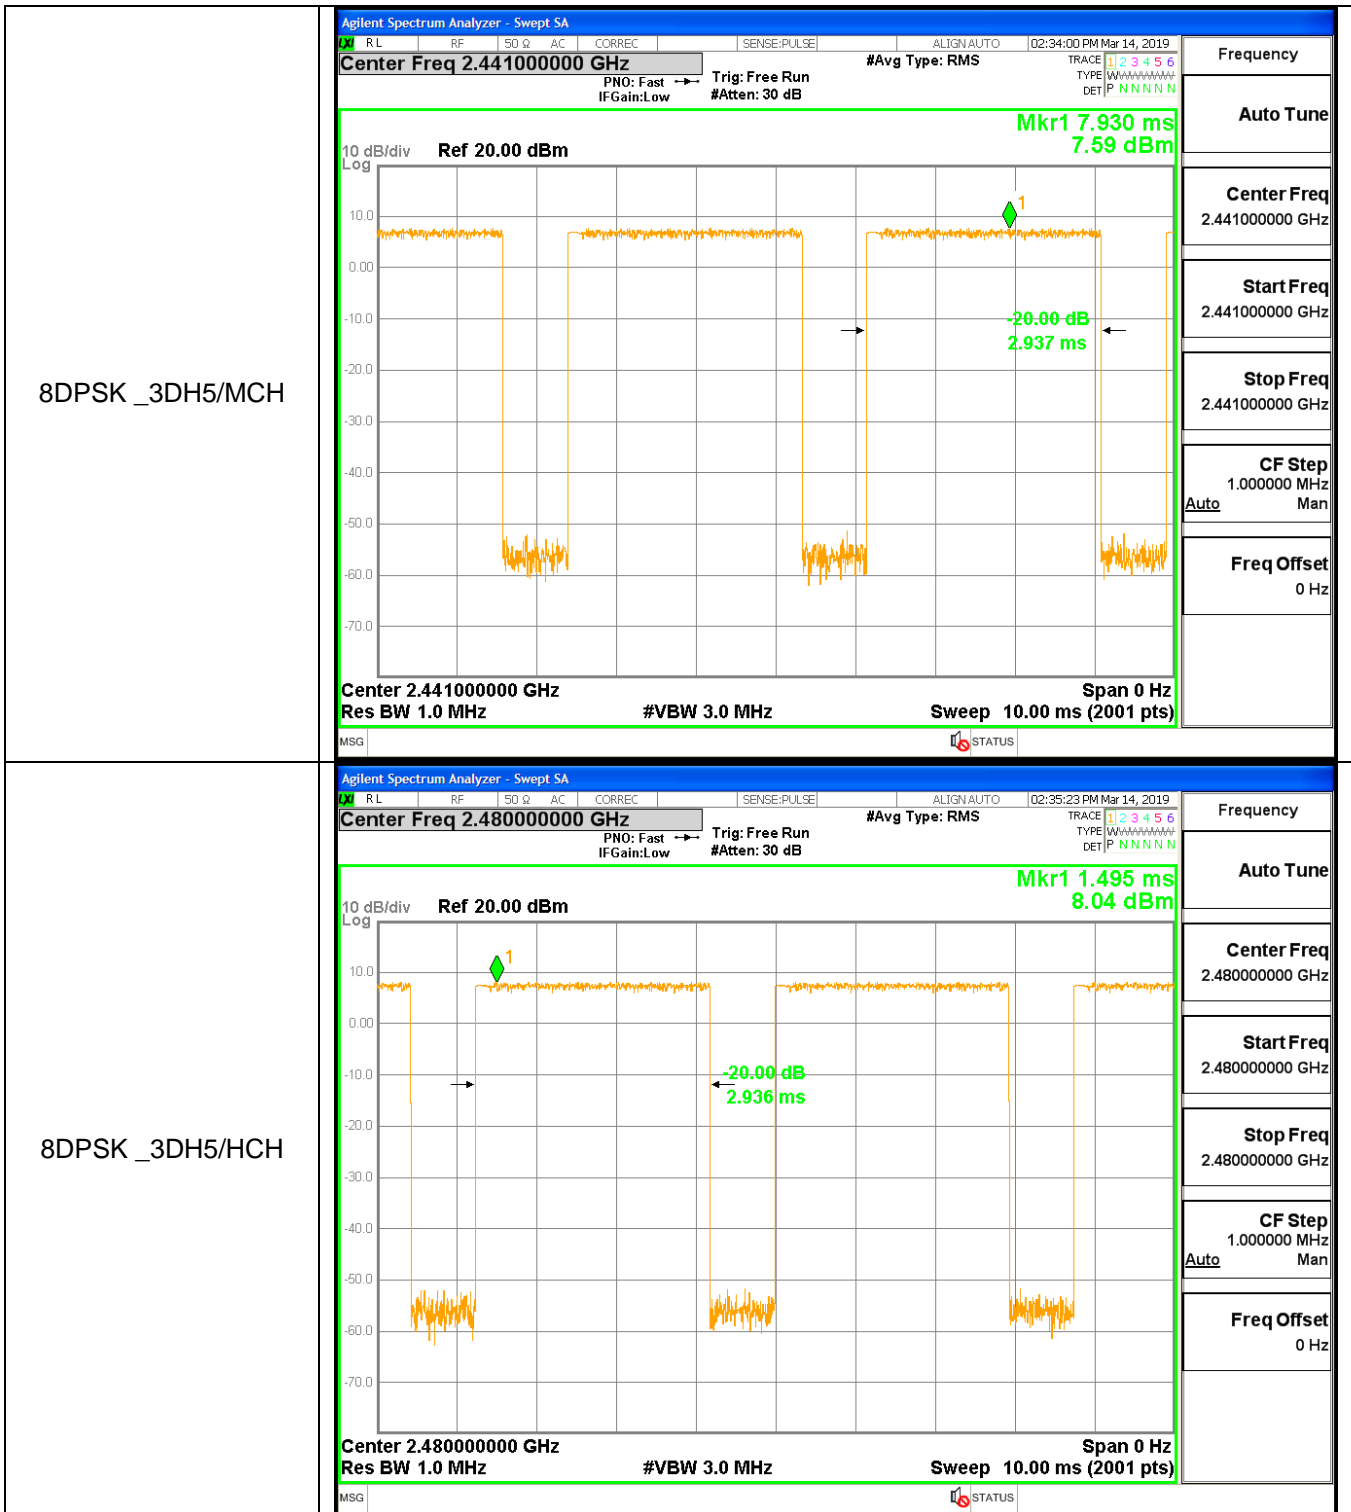 8DPSK _3DH5/MCH
Agilent Spectrum Analyzer - Swept SA
LXI RL RF 50 Ω AC CORREC SENSE:PULSE ALIGN AUTO 02:34:00 PM Mar 14, 2019
Center Freq 2.441000000 GHz
PNO: Fast
IFGain:Low
Trig: Free Run
#Atten: 30 dB
#Avg Type: RMS
TRACE 1 2 3 4 5 6
TYPE
DET P N N N N N
Mkr1 7.930 ms
7.59 dBm
10 dB/div Ref 20.00 dBm
Log
10.0
0.00
-10.0
-20.0
-30.0
-40.0
-50.0
-60.0
-70.0
1
-20.00 dB
2.937 ms
Center 2.441000000 GHz Span 0 Hz
Res BW 1.0 MHz #VBW 3.0 MHz Sweep 10.00 ms (2001 pts)
MSG STATUS
Frequency
Auto Tune
Center Freq
2.441000000 GHz
Start Freq
2.441000000 GHz
Stop Freq
2.441000000 GHz
CF Step
1.000000 MHz
Auto Man
Freq Offset
0 Hz
8DPSK _3DH5/HCH
Agilent Spectrum Analyzer - Swept SA
LXI RL RF 50 Ω AC CORREC SENSE:PULSE ALIGN AUTO 02:35:23 PM Mar 14, 2019
Center Freq 2.480000000 GHz
PNO: Fast
IFGain:Low
Trig: Free Run
#Atten: 30 dB
#Avg Type: RMS
TRACE 1 2 3 4 5 6
TYPE
DET P N N N N N
Mkr1 1.495 ms
8.04 dBm
10 dB/div Ref 20.00 dBm
Log
10.0
0.00
-10.0
-20.0
-30.0
-40.0
-50.0
-60.0
-70.0
1
-20.00 dB
2.936 ms
Center 2.480000000 GHz Span 0 Hz
Res BW 1.0 MHz #VBW 3.0 MHz Sweep 10.00 ms (2001 pts)
MSG STATUS
Frequency
Auto Tune
Center Freq
2.480000000 GHz
Start Freq
2.480000000 GHz
Stop Freq
2.480000000 GHz
CF Step
1.000000 MHz
Auto Man
Freq Offset
0 Hz